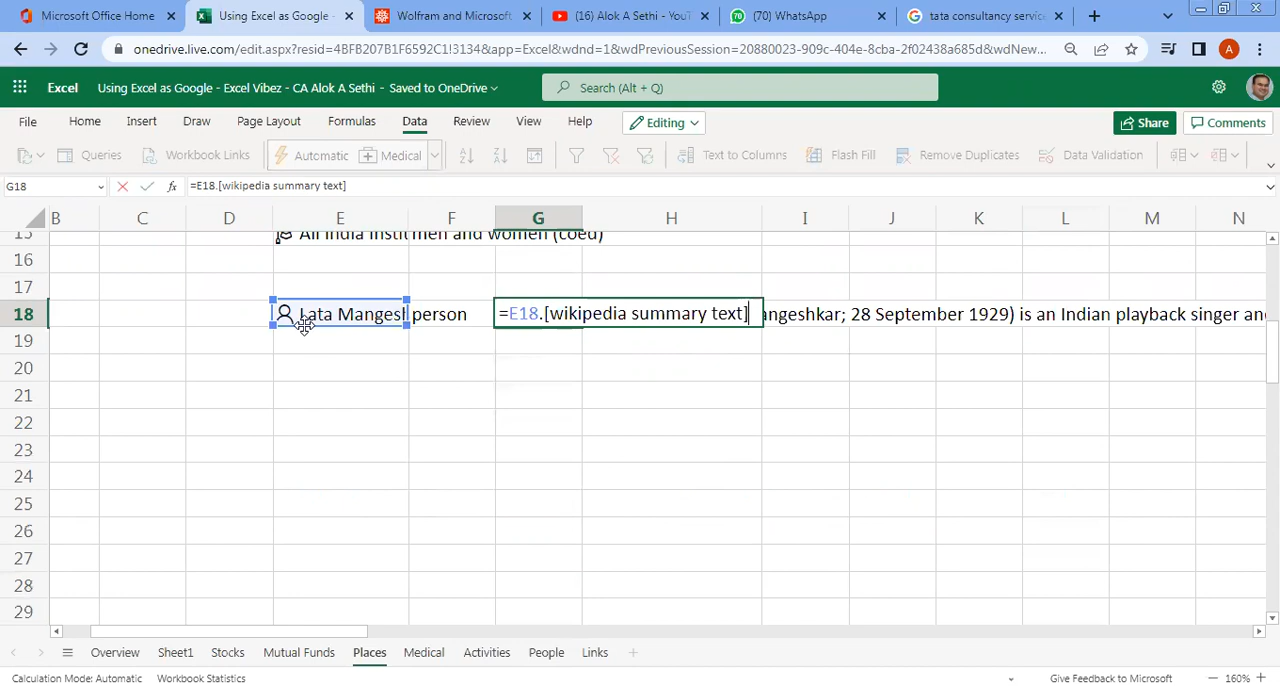 Microsoft Office Home
Using Excel as Google -
Wolfram and Microsoft
(16) Alok A Sethi - YouT
(70) WhatsApp
tata consultancy service
onedrive.live.com/edit.aspx?resid=4BFB207B1F6592C1!3134&app=Excel&wdnd=1&wdPreviousSession=20880023-909c-404e-8cba-2f02438a685d&wdNew...
A
Excel
Using Excel as Google - Excel Vibez - CA Alok A Sethi - Saved to OneDrive
Search (Alt + Q)
File Home Insert Draw Page Layout Formulas Data Review View Help Editing Share Comments
Queries Workbook Links Automatic Medical Text to Columns Flash Fill Remove Duplicates Data Validation
G18 fx =E18.[wikipedia summary text]
B C D E F G H I J K L M N
15 All India Instit men and women (coed)
16
17
18 Lata Mangesh person =E18.[wikipedia summary text] angeshkar; 28 September 1929) is an Indian playback singer and
19
20
21
22
23
24
25
26
27
28
29
Overview Sheet1 Stocks Mutual Funds Places Medical Activities People Links
Calculation Mode: Automatic Workbook Statistics Give Feedback to Microsoft 160%